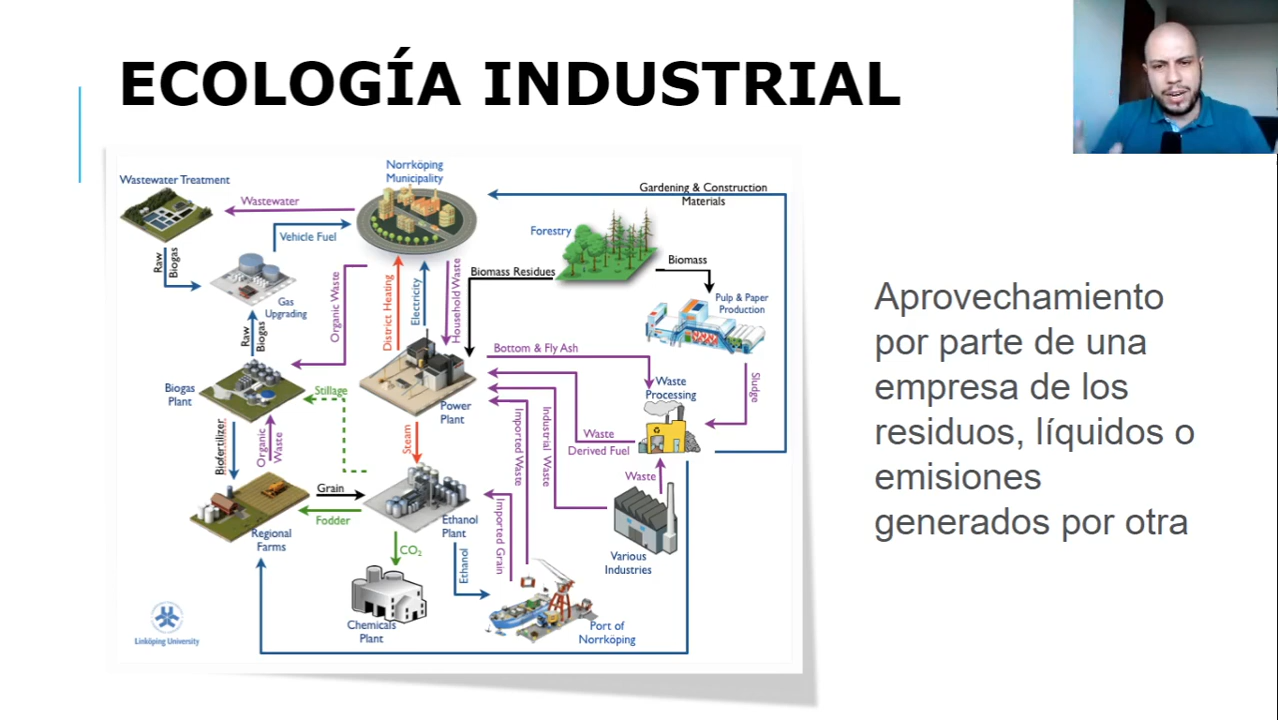 ECOLOGÍA INDUSTRIAL
Norrköping
Municipality
Wastewater Treatment
Wastewater
Gardening & Construction
Materials
Vehicle Fuel
Forestry
Raw
Biogas
Biomass
Biomass Residues
Gas
Upgrading
Organic Waste
District Heating
Electricity
Household Waste
Pulp & Paper
Production
Raw
Biogas
Bottom & Fly Ash
Biogas
Plant
Stillage
Waste
Processing
Sludge
Power
Plant
Biofertilizer
Organic
Waste
Steam
Imported Waste
Industrial Waste
Waste
Derived Fuel
Waste
Grain
Fodder
Regional
Farms
Ethanol
Plant
Imported Grain
CO₂
Ethanol
Various
Industries
Chemicals
Plant
Port of
Norrköping
Linköping University
Aprovechamiento
por parte de una
empresa de los
residuos, líquidos o
emisiones
generados por otra